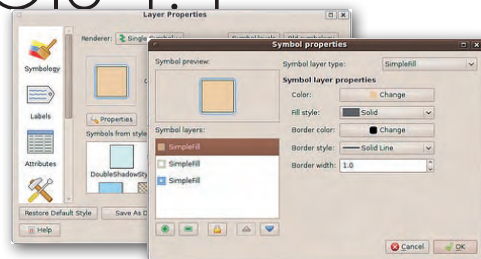 Layer Properties
Renderer: Single
Symbology
Labels
Attributes
Properties
Symbols from style
DoubleShadowSty
Restore Default Style
Save As D
Help
Symbol properties
Symbol preview:
Symbol layers:
SimpleFill
SimpleFill
SimpleFill
Symbol layer type: SimpleFill
Symbol layer properties
Color: Change
Fill style: Solid
Border color: Change
Border style: Solid Line
Border width: 1.0
Cancel
OK